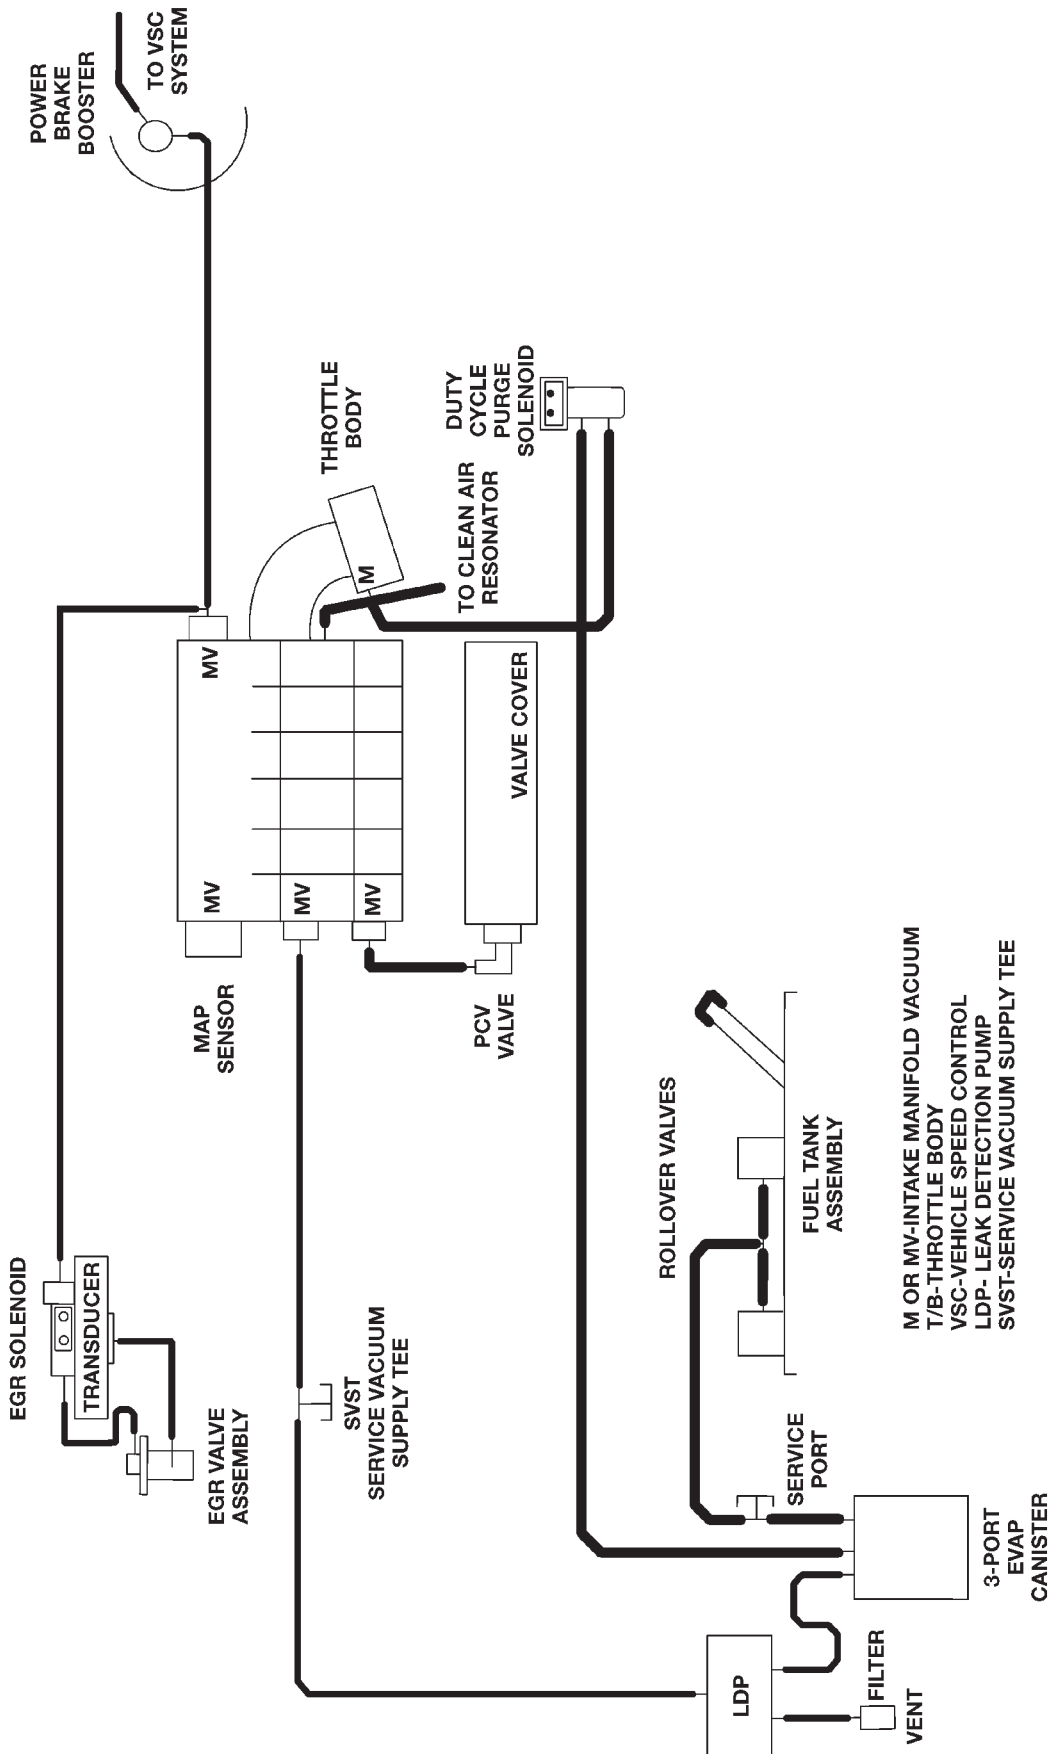 EGR SOLENOID
TRANSDUCER
EGR VALVE
ASSEMBLY
POWER
BRAKE
BOOSTER
TO VSC
SYSTEM
MAP
SENSOR
MV
MV
MV
MV
THROTTLE
BODY
M
TO CLEAN AIR
RESONATOR
DUTY
CYCLE
PURGE
SOLENOID
SVST
SERVICE VACUUM
SUPPLY TEE
PCV
VALVE
VALVE COVER
ROLLOVER VALVES
FUEL TANK
ASSEMBLY
LDP
FILTER
VENT
SERVICE
PORT
3-PORT
EVAP
CANISTER
M OR MV-INTAKE MANIFOLD VACUUM
T/B-THROTTLE BODY
VSC-VEHICLE SPEED CONTROL
LDP- LEAK DETECTION PUMP
SVST-SERVICE VACUUM SUPPLY TEE